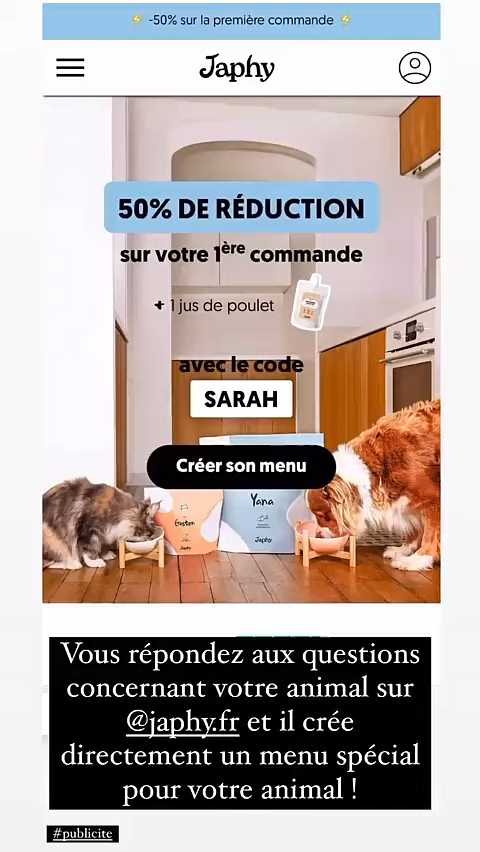 ⚡ -50% sur la première commande ⚡
Japhy
50% DE RÉDUCTION
sur votre 1ère commande
+ 1 jus de poulet
avec le code
SARAH
Créer son menu
Gaston
Yana
Japhy
Japhy
Vous répondez aux questions
concernant votre animal sur
@japhy.fr et il crée
directement un menu spécial
pour votre animal !
#publicite